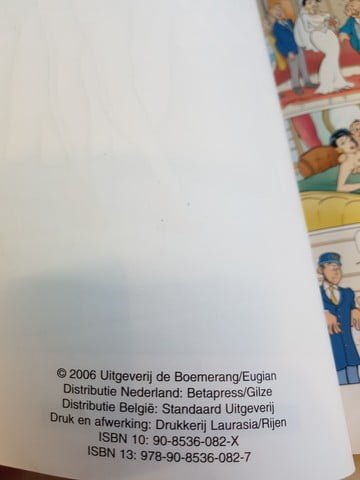 © 2006 Uitgeverij de Boemerang/Eugian
Distributie Nederland: Betapress/Gilze
Distributie België: Standaard Uitgeverij
Druk en afwerking: Drukkerij Laurasia/Rijen
ISBN 10: 90-8536-082-X
ISBN 13: 978-90-8536-082-7